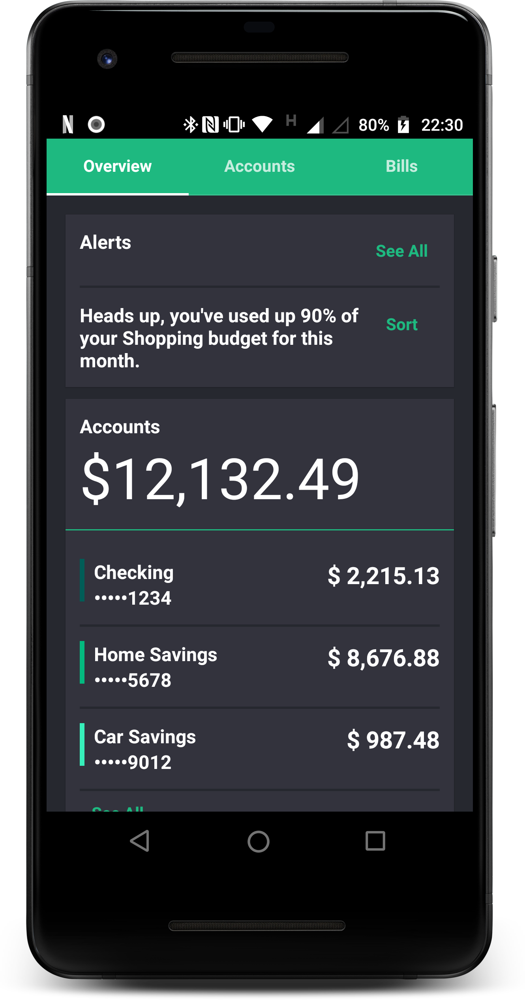 N H 80% 22:30
Overview Accounts Bills
Alerts
See All
Heads up, you've used up 90% of
your Shopping budget for this
month.
Sort
Accounts
$12,132.49
Checking
•••••1234
$ 2,215.13
Home Savings
•••••5678
$ 8,676.88
Car Savings
•••••9012
$ 987.48
See All